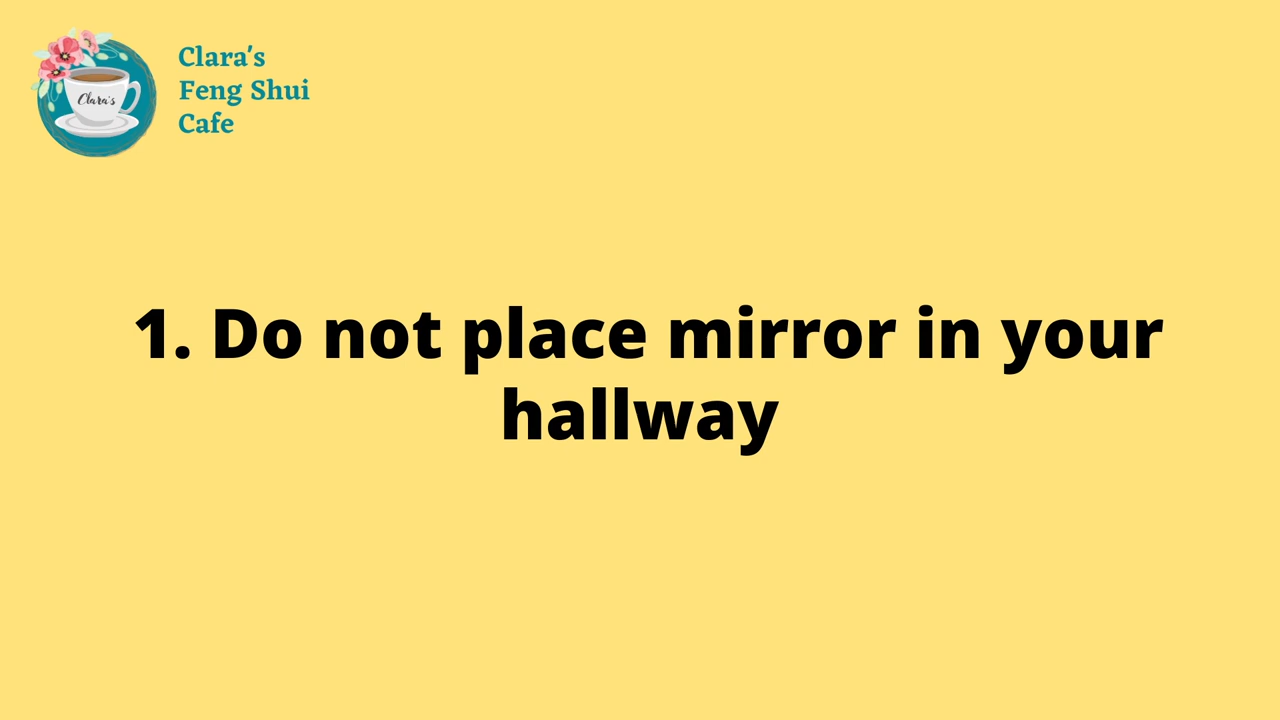 Clara's
Clara's
Feng Shui
Cafe
1. Do not place mirror in your
hallway